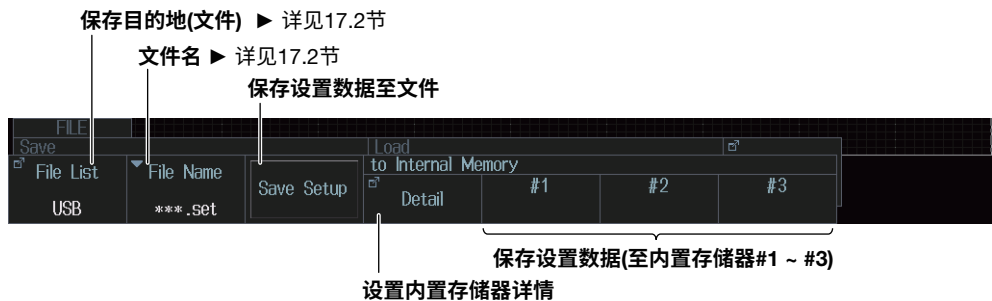 保存目的地(文件) ▶ 详见17.2节
文件名 ▶ 详见17.2节
保存设置数据至文件
FILE
Save
Load
File List
File Name
Save Setup
to Internal Memory
Detail
#1
#2
#3
USB
***.set
保存设置数据(至内置存储器#1 ~ #3)
设置内置存储器详情